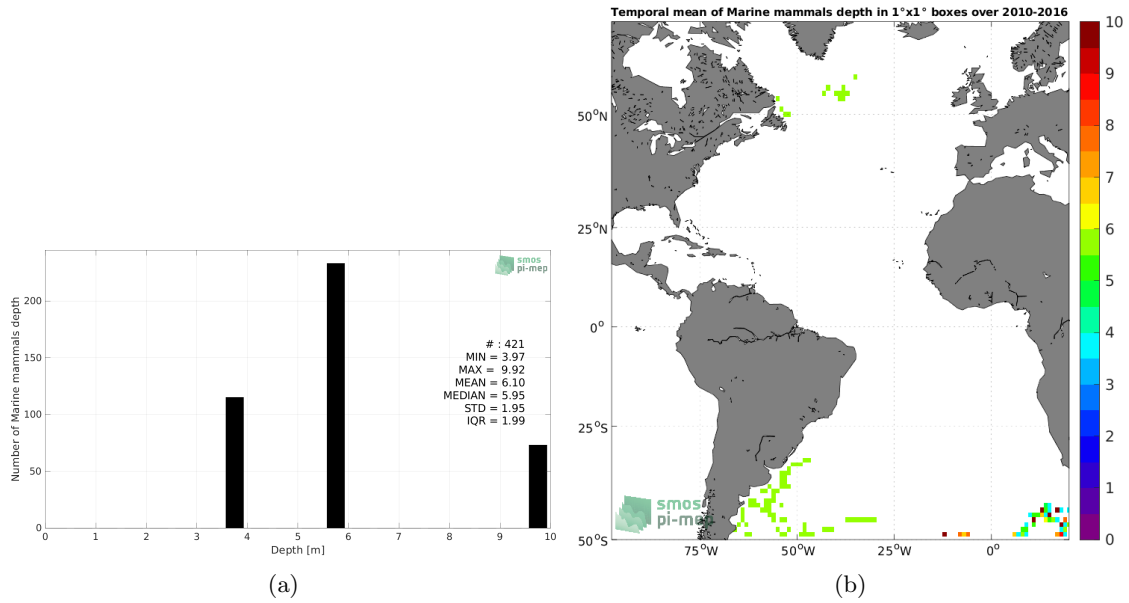 Temporal mean of Marine mammals depth in 1°x1° boxes over 2010-2016
smos
pi-mep
Number of Marine mammals depth
200
150
100
50
0
# : 421
MIN = 3.97
MAX = 9.92
MEAN = 6.10
MEDIAN = 5.95
STD = 1.95
IQR = 1.99
0 1 2 3 4 5 6 7 8 9 10
Depth [m]
(a)
50°N
25°N
0°
25°S
50°S
75°W 50°W 25°W 0°
smos
pi-mep
10
9
8
7
6
5
4
3
2
1
0
(b)